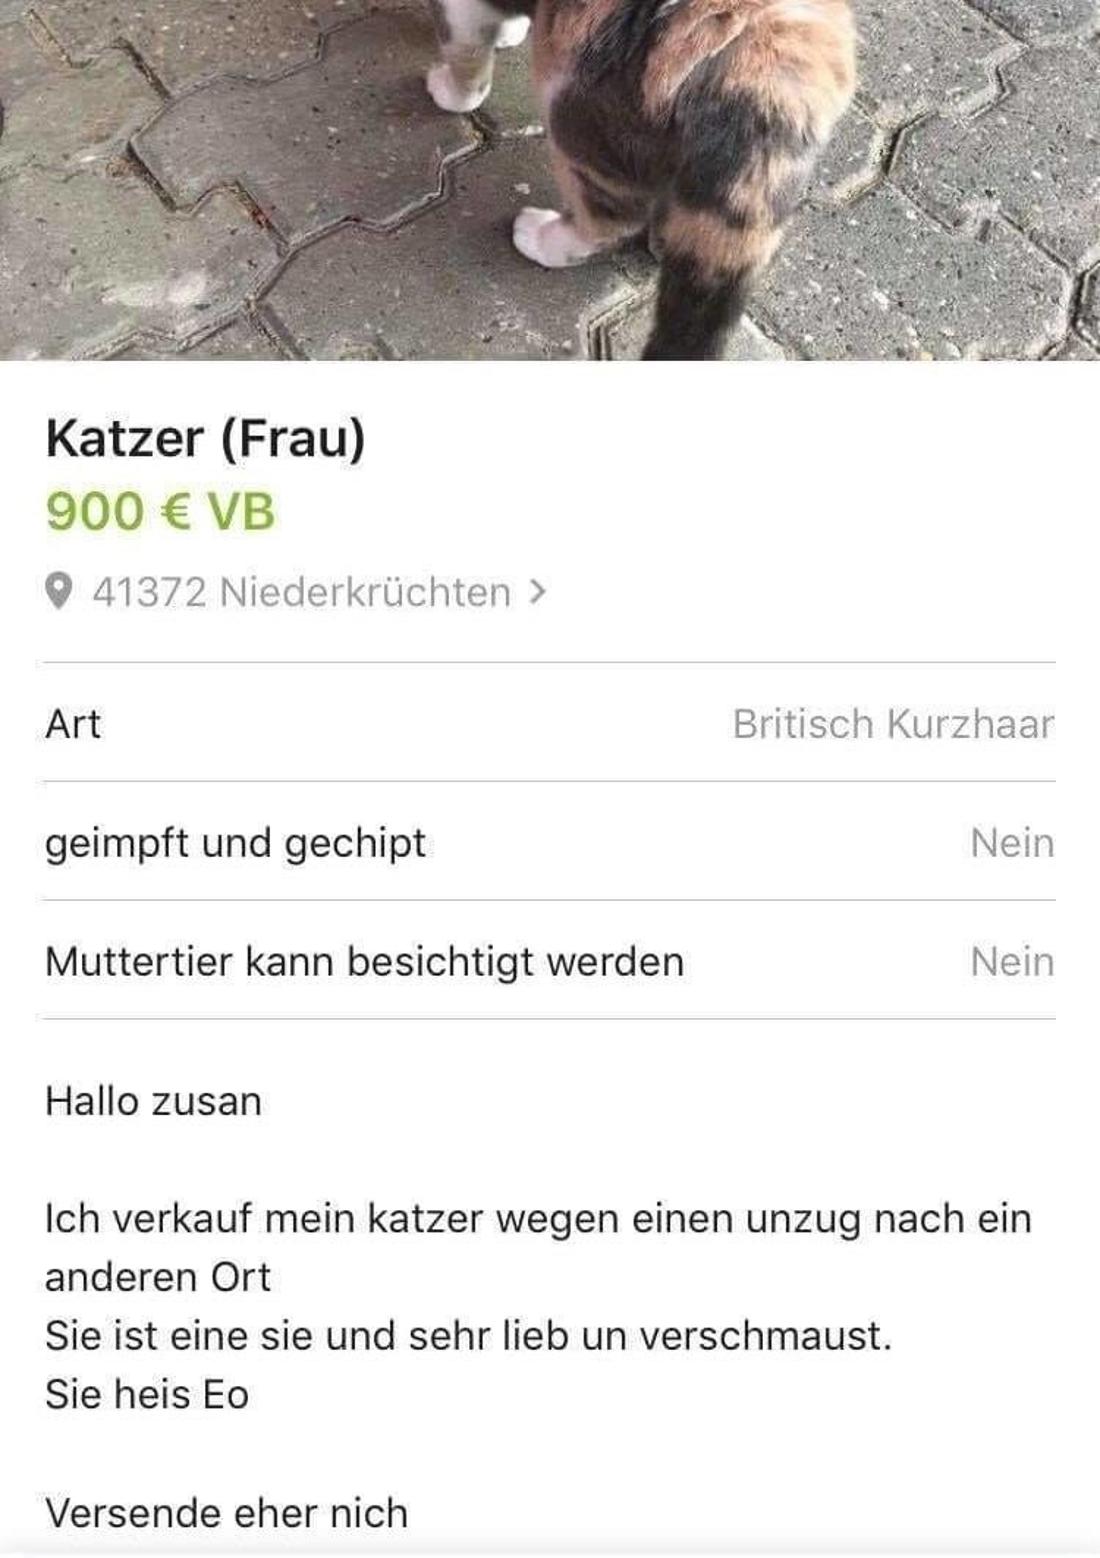 Katzer (Frau)
900 € VB
41372 Niederkrüchten >
Art Britisch Kurzhaar
geimpft und gechipt Nein
Muttertier kann besichtigt werden Nein
Hallo zusan
Ich verkauf mein katzer wegen einen unzug nach ein
anderen Ort
Sie ist eine sie und sehr lieb un verschmaust.
Sie heis Eo
Versende eher nich